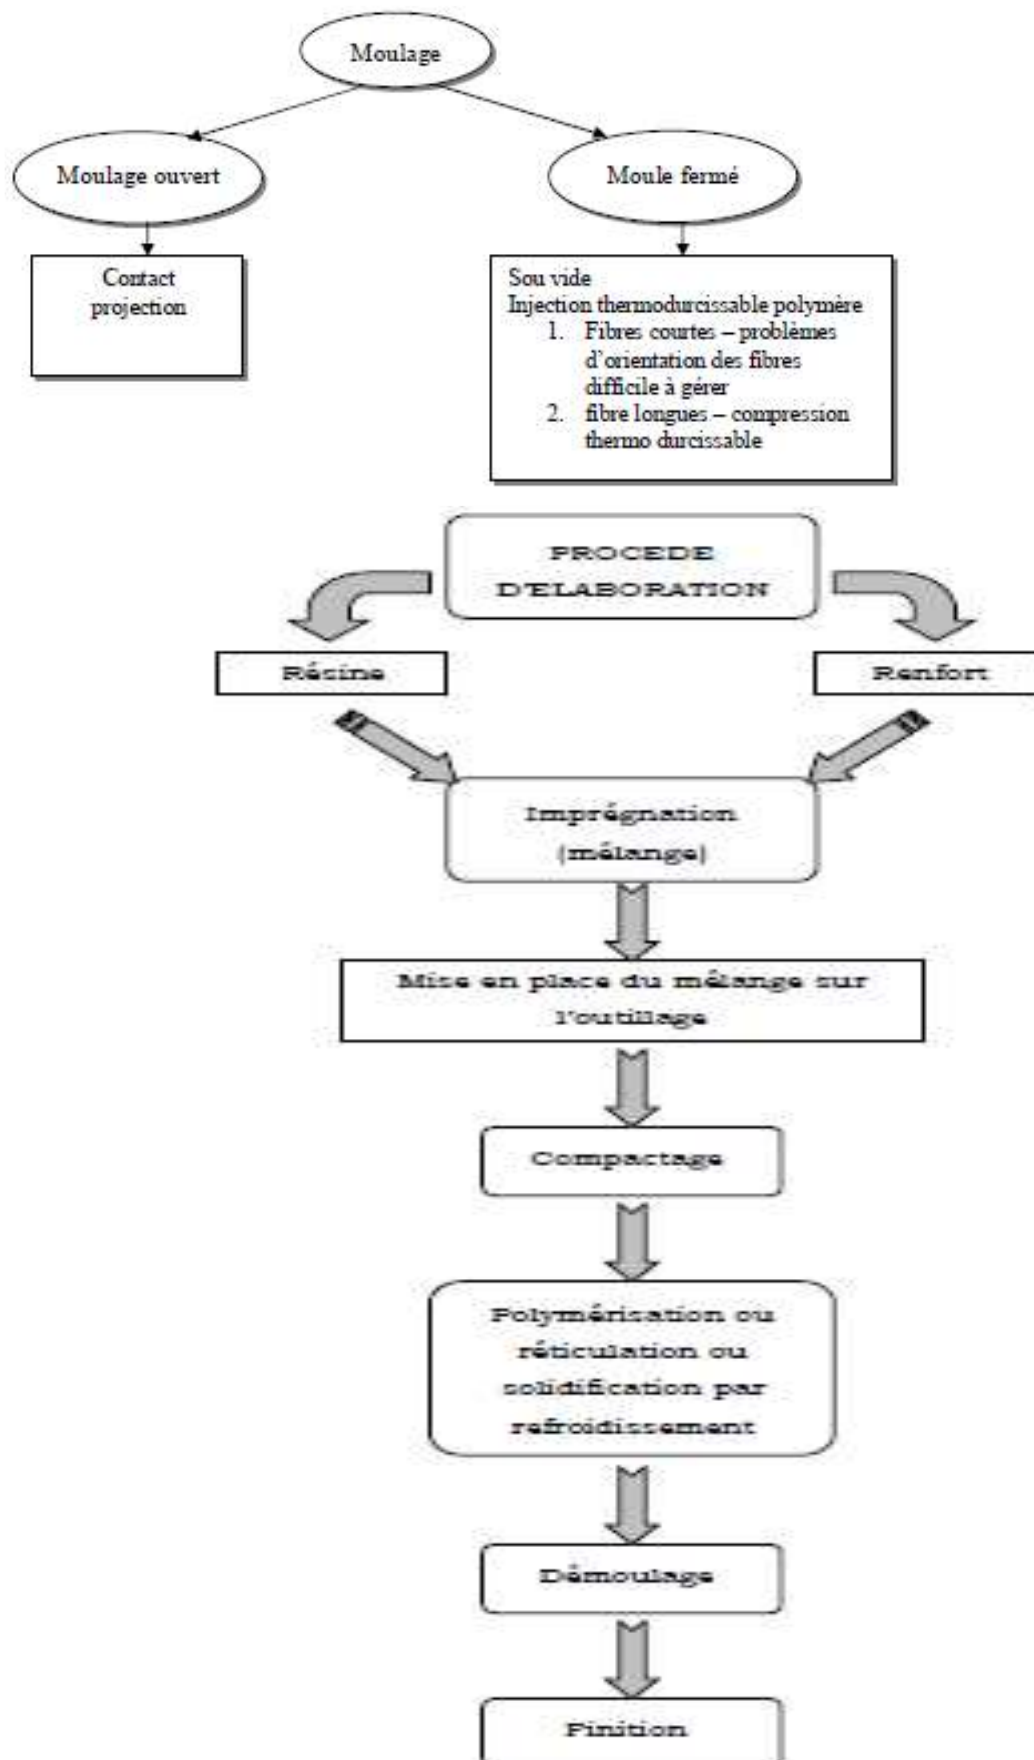 Moulage
Moulage ouvert
Moule fermé
Contact
projection
Sou vide
Injection thermodurcissable polymère
1. Fibres courtes – problèmes
d'orientation des fibres
difficile à gérer
2. fibre longues – compression
thermo durcissable
PROCEDE
D'ELABORATION
Résine
Renfort
Imprégnation
(mélange)
Mise en place du mélange sur
l'outillage
Compactage
Polymérisation ou
réticulation ou
solidification par
refroidissement
Démoulage
Finition